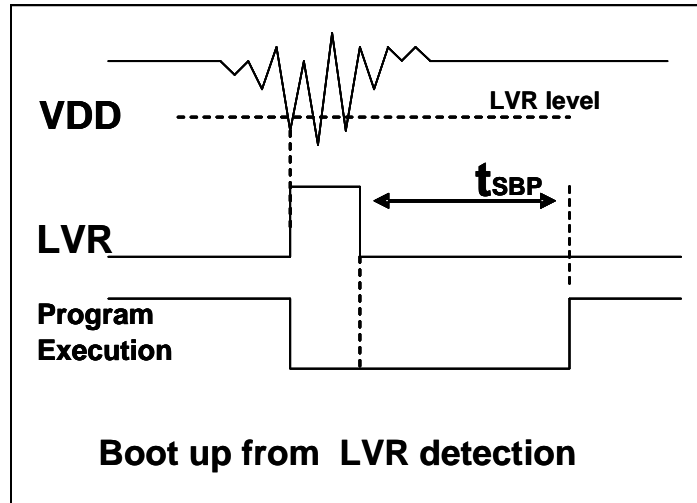 VDD
LVR level
tSBP
LVR
Program
Execution
Boot up from LVR detection